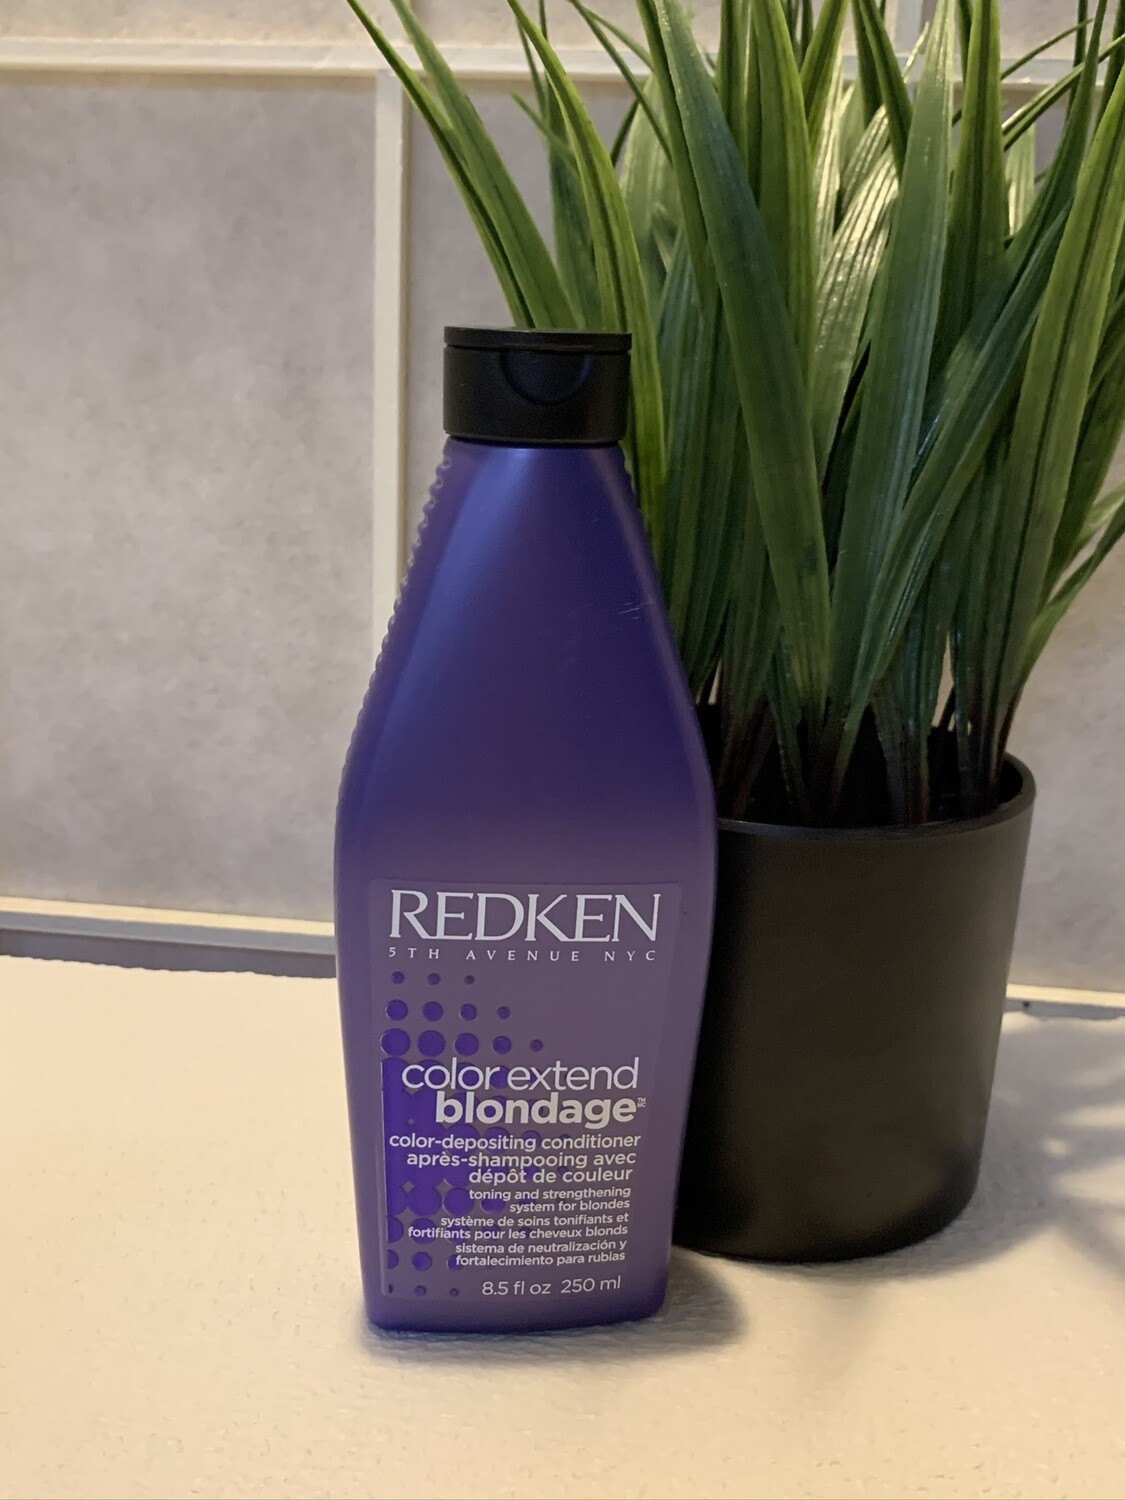 REDKEN
5TH AVENUE NYC
color extend
blondage™
color-depositing conditioner
après-shampooing avec
dépôt de couleur
toning and strengthening
system for blondes
système de soins tonifiants et
fortifiants pour les cheveux blonds
sistema de neutralización y
fortalecimiento para rubias
8.5 fl oz 250 ml